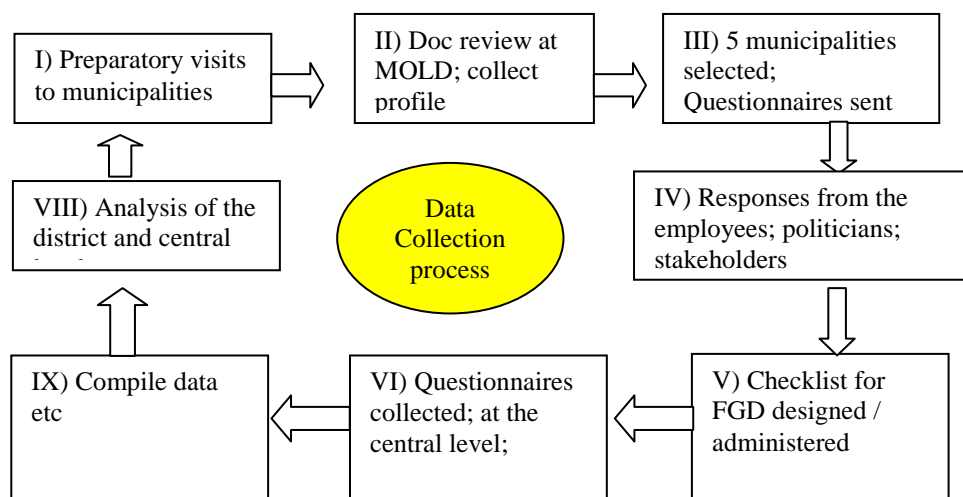 I) Preparatory visits
to municipalities
II) Doc review at
MOLD; collect
profile
III) 5 municipalities
selected;
Questionnaires sent
VIII) Analysis of the
district and central
Data
Collection
process
IV) Responses from the
employees; politicians;
stakeholders
IX) Compile data
etc
VI) Questionnaires
collected; at the
central level;
V) Checklist for
FGD designed /
administered